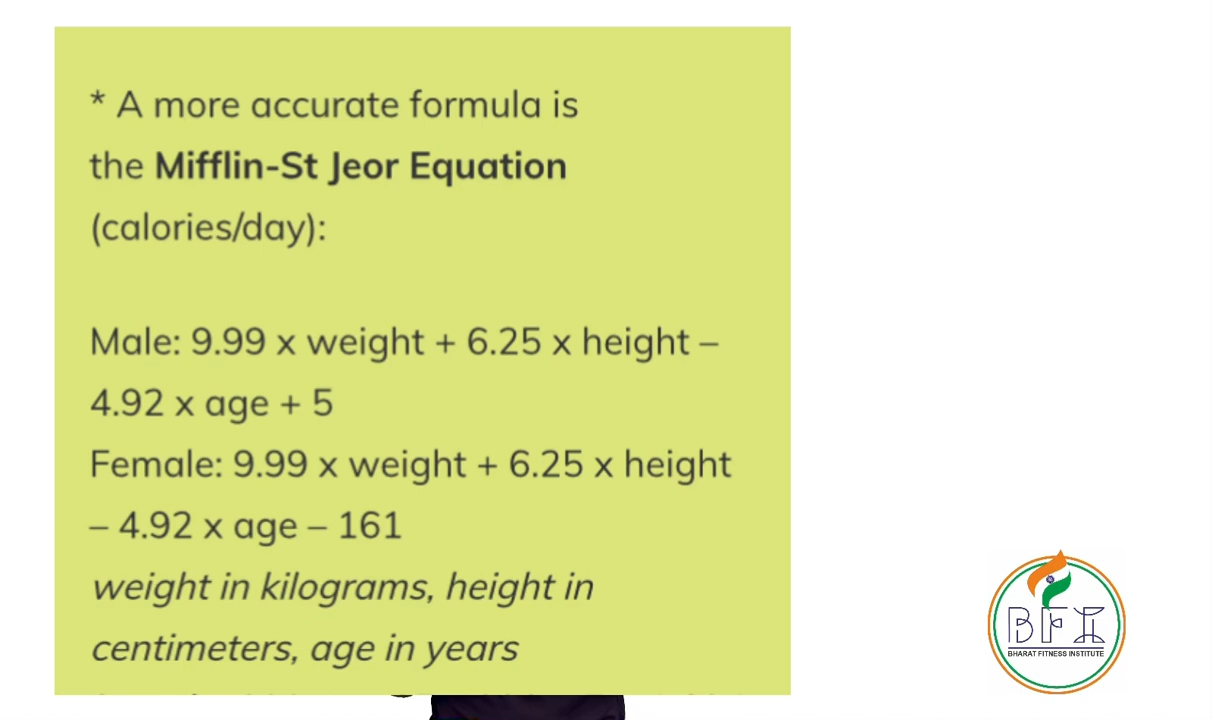 * A more accurate formula is
the Mifflin-St Jeor Equation
(calories/day):
Male: 9.99 x weight + 6.25 x height –
4.92 x age + 5
Female: 9.99 x weight + 6.25 x height
– 4.92 x age – 161
weight in kilograms, height in
centimeters, age in years
BFI
BHARAT FITNESS INSTITUTE